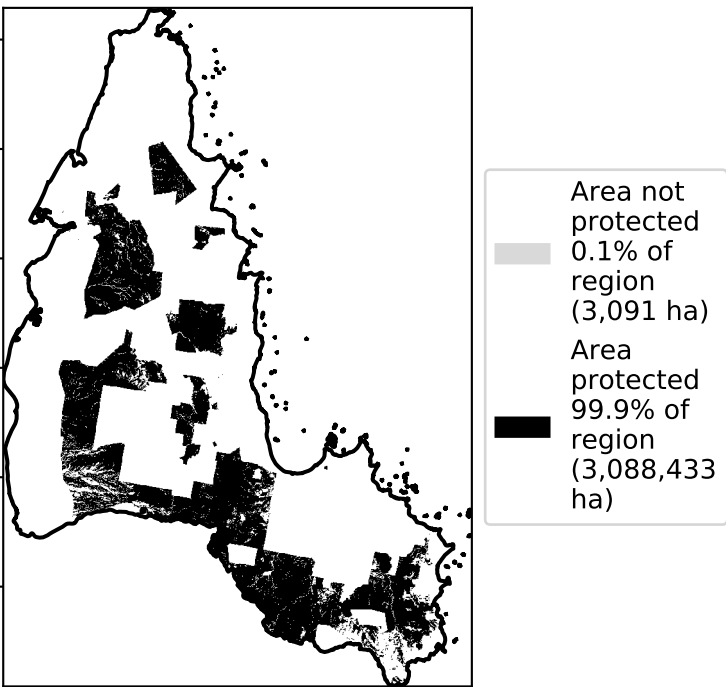 Area not
protected
0.1% of
region
(3,091 ha)
Area
protected
99.9% of
region
(3,088,433
ha)